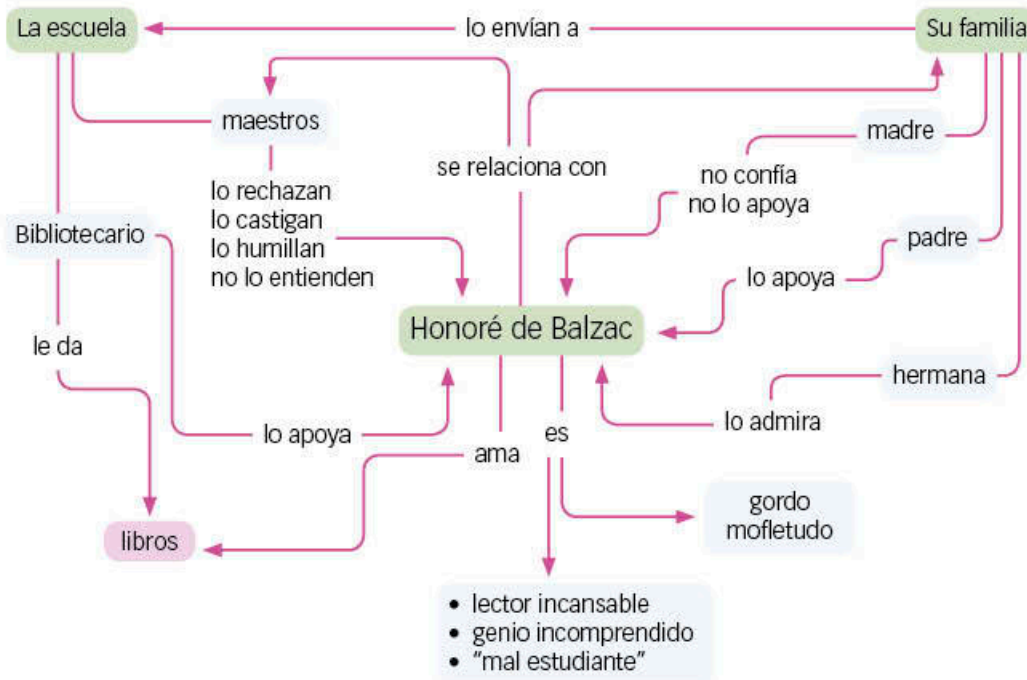 La escuela
lo envían a
Su familia
maestros
madre
se relaciona con
no confía
no lo apoya
lo rechazan
lo castigan
lo humillan
no lo entienden
Bibliotecario
padre
lo apoya
Honoré de Balzac
le da
hermana
lo apoya
ama
es
lo admira
libros
gordo
mofletudo
• lector incansable
• genio incomprendido
• "mal estudiante"